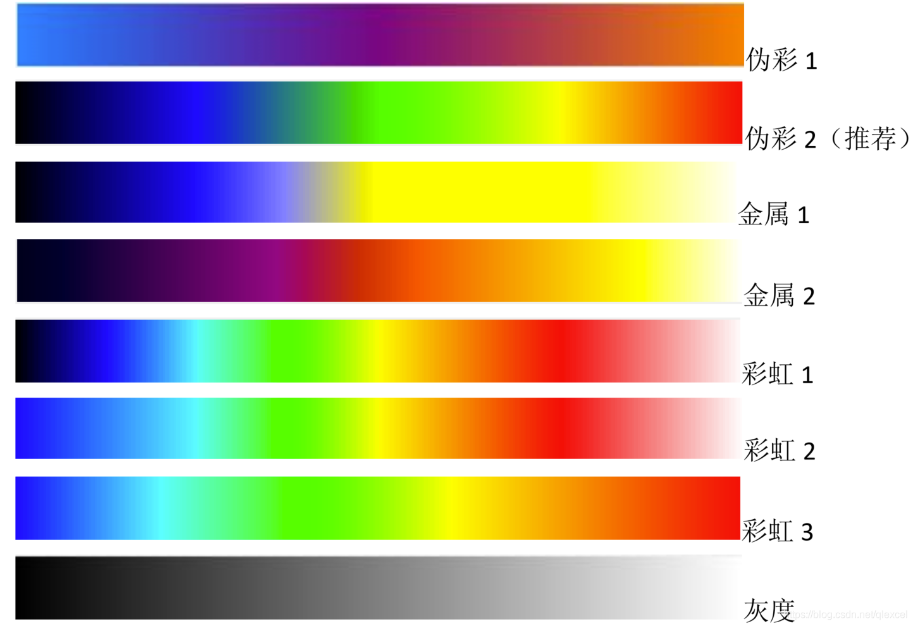 伪彩 1
伪彩 2（推荐）
金属 1
金属 2
彩虹 1
彩虹 2
彩虹 3
灰度